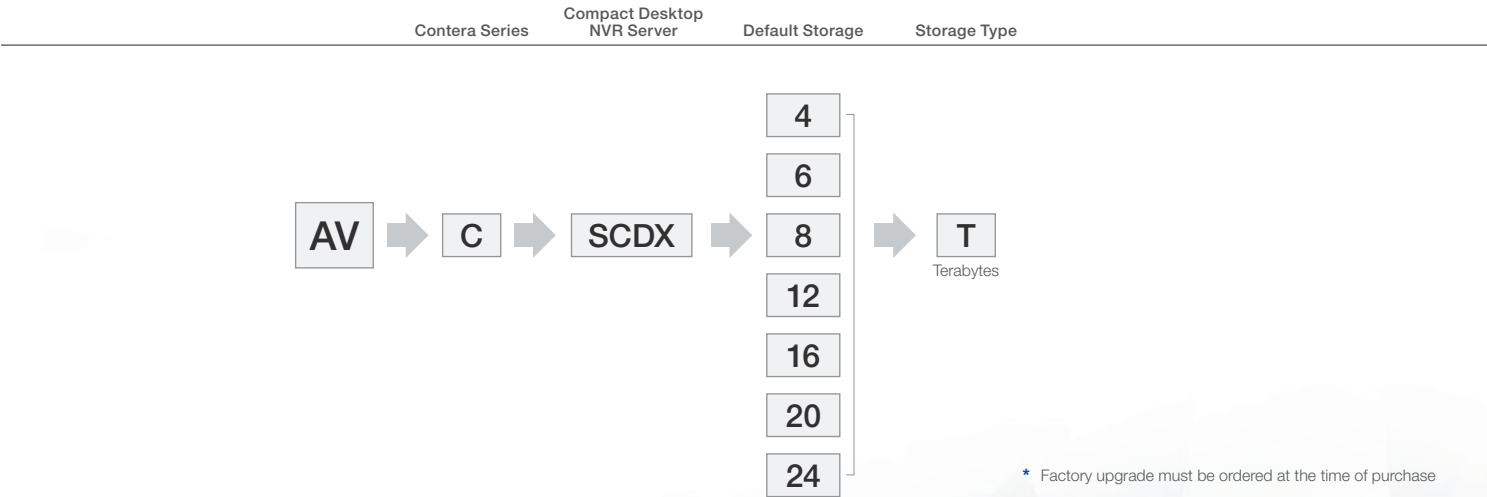 Contera Series
Compact Desktop
NVR Server
Default Storage
Storage Type
AV
C
SCDX
4
6
8
12
16
20
24
T
Terabytes
* Factory upgrade must be ordered at the time of purchase